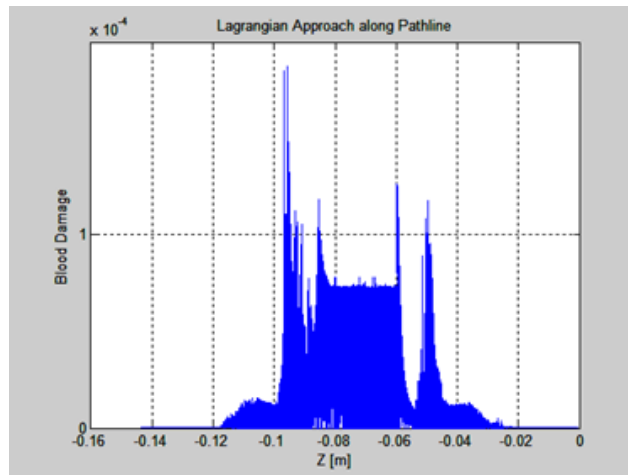 Lagrangian Approach along Pathline
x 10^-4
1
0
Blood Damage
-0.16 -0.14 -0.12 -0.1 -0.08 -0.06 -0.04 -0.02 0
Z [m]